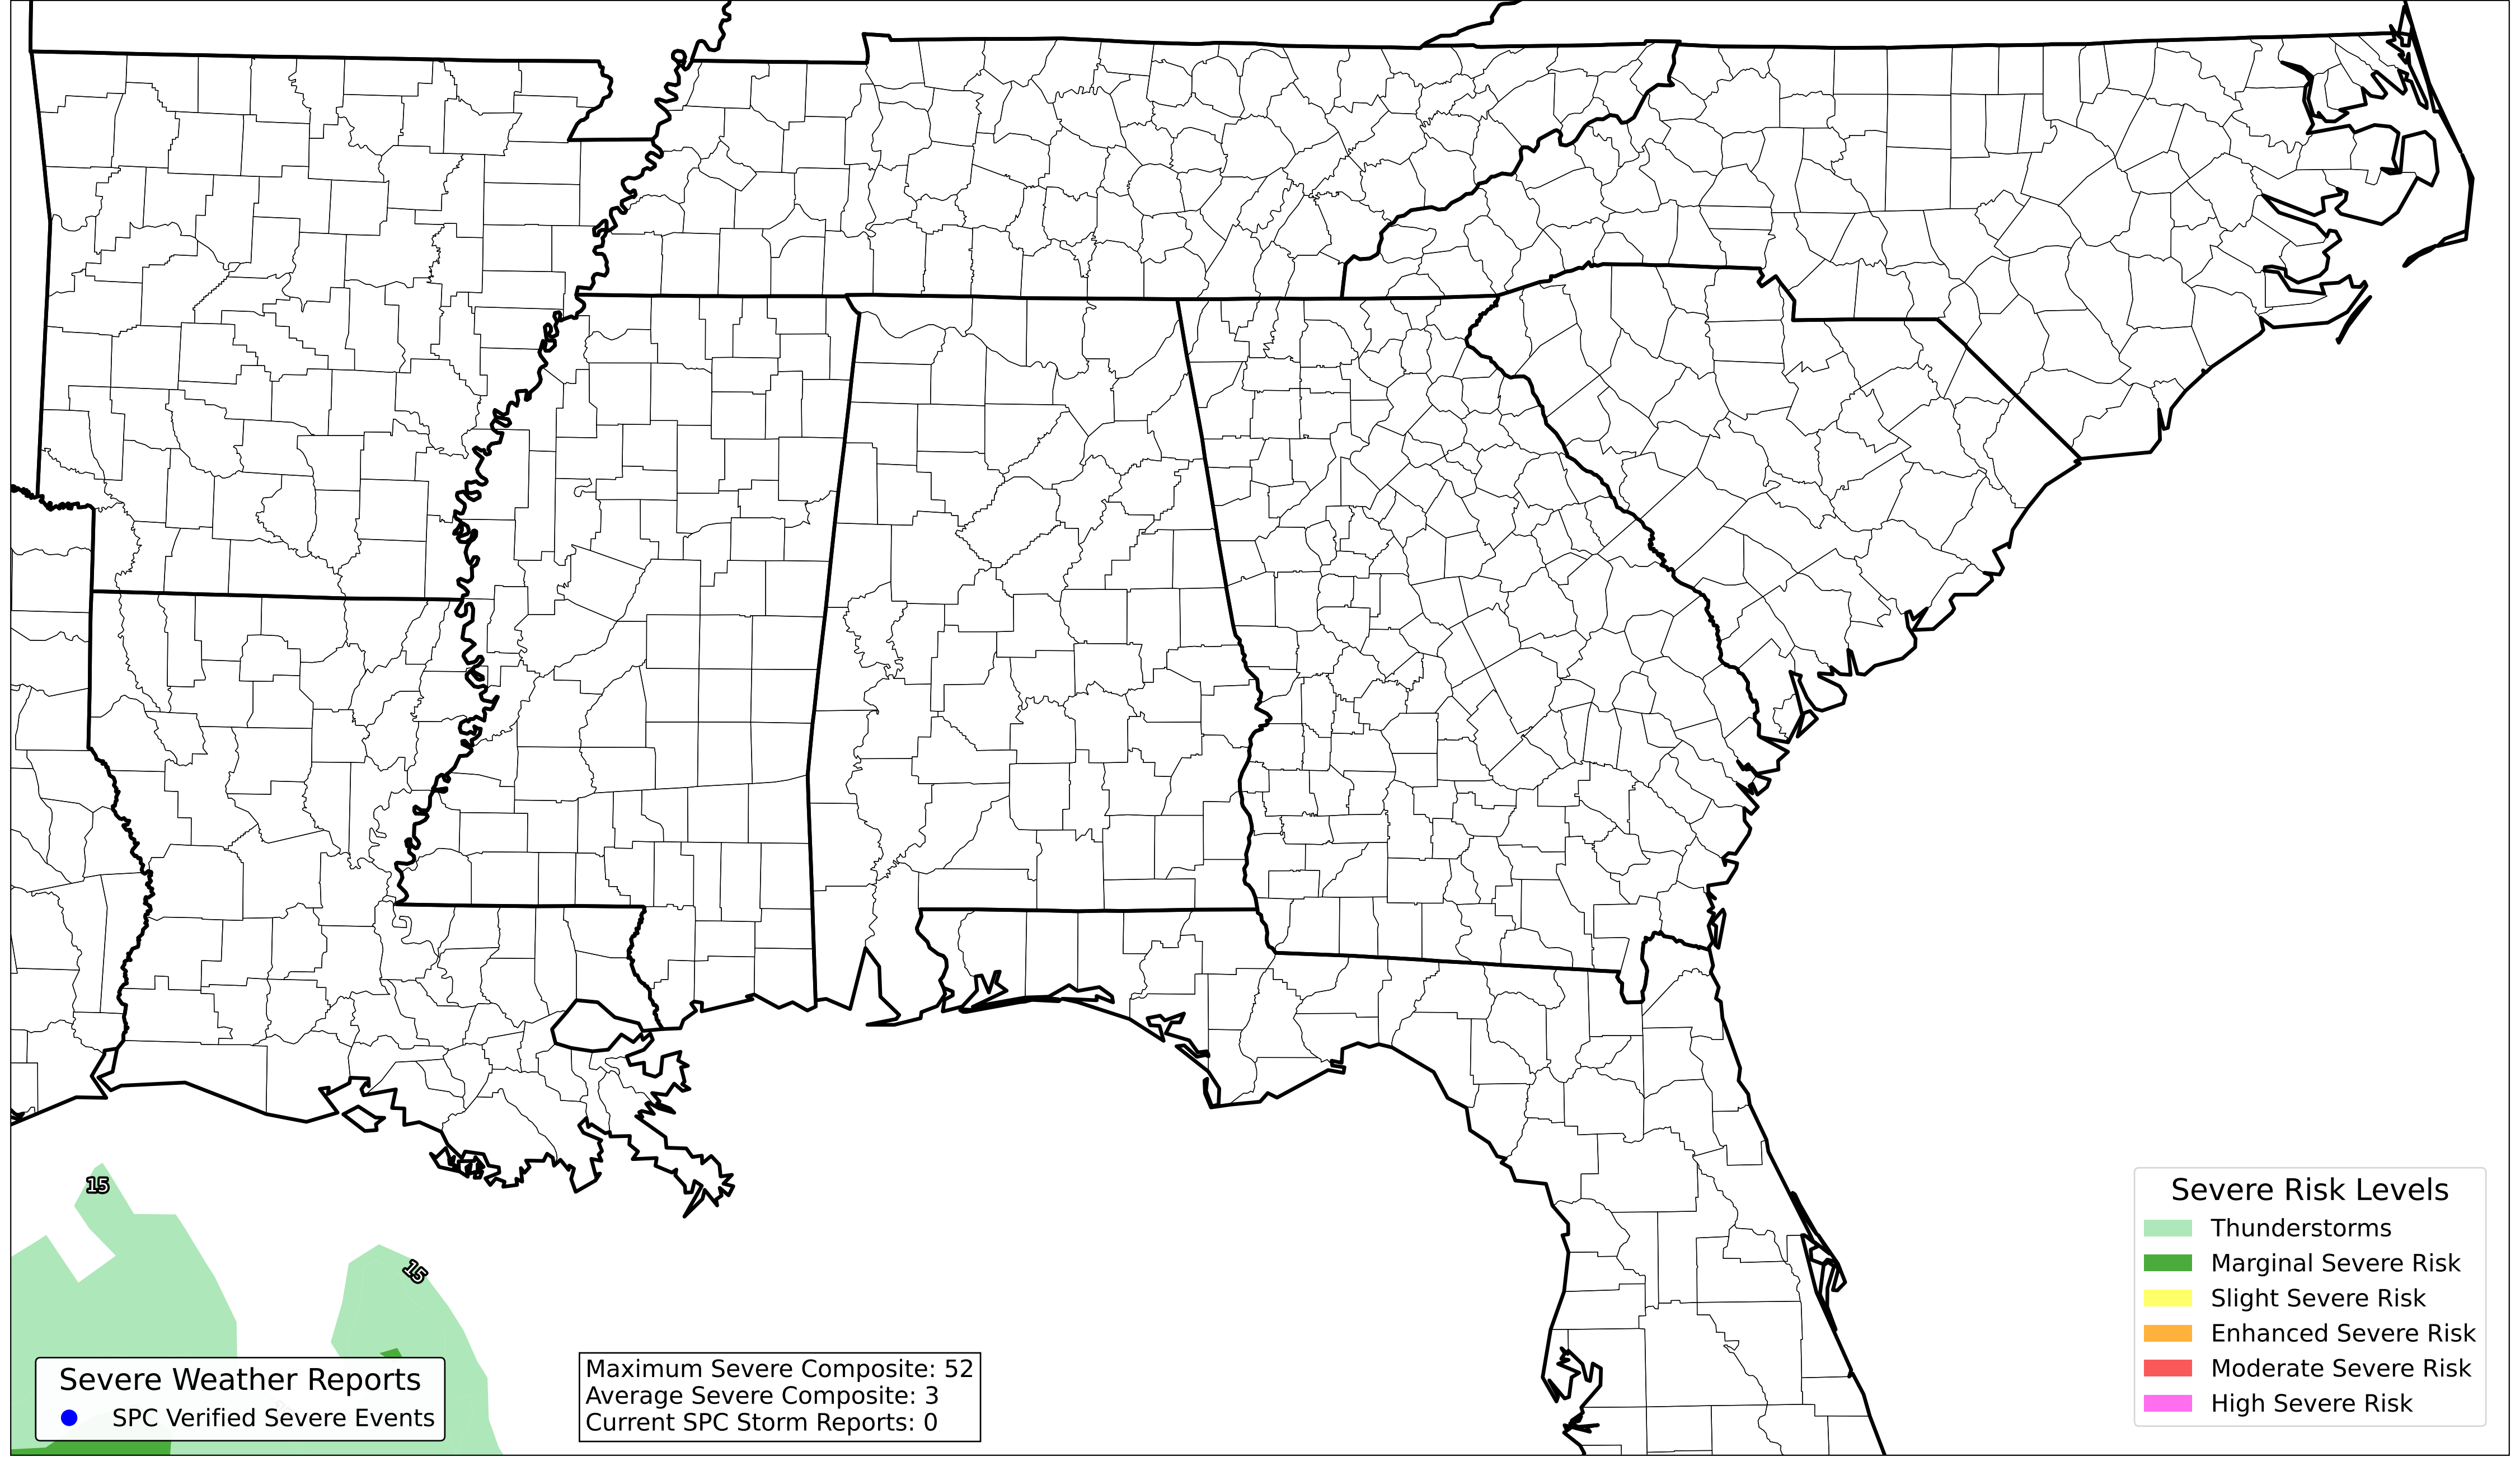 15
15
Severe Weather Reports
SPC Verified Severe Events
Maximum Severe Composite: 52
Average Severe Composite: 3
Current SPC Storm Reports: 0
Severe Risk Levels
Thunderstorms
Marginal Severe Risk
Slight Severe Risk
Enhanced Severe Risk
Moderate Severe Risk
High Severe Risk